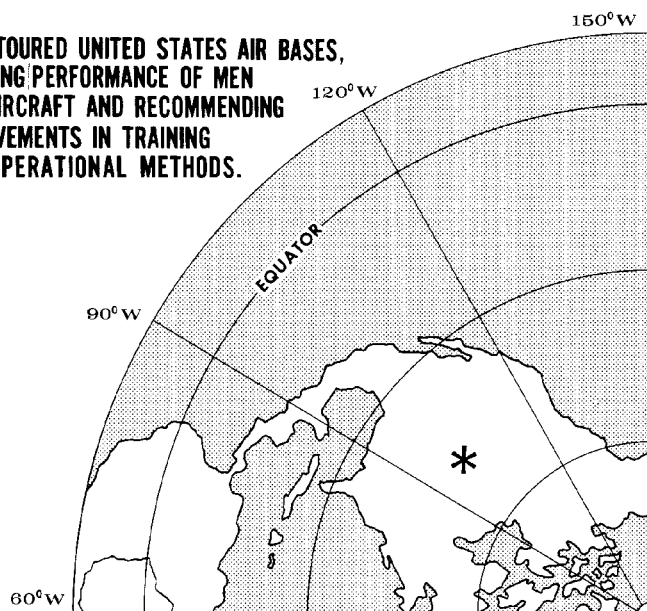 TOURED UNITED STATES AIR BASES,
NG PERFORMANCE OF MEN
IRCRAFT AND RECOMMENDING
VEMENTS IN TRAINING
PERATIONAL METHODS.
150°W
120°W
EQUATOR
90°W
*
60°W